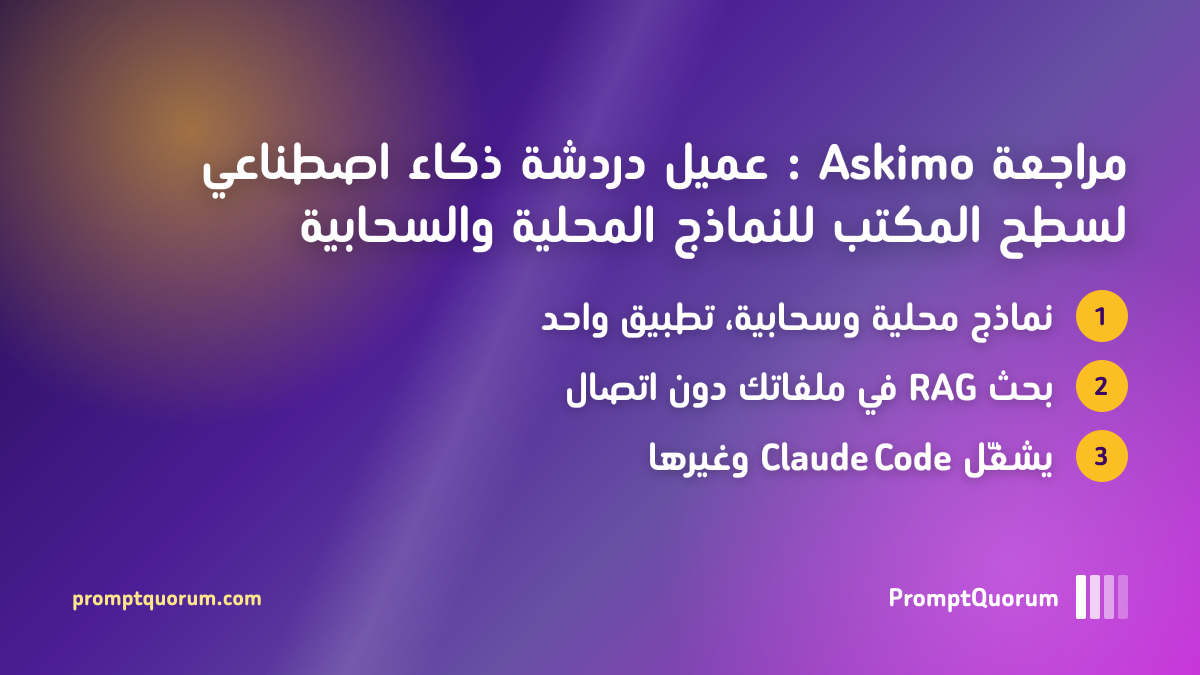 مراجعة Askimo : عميل دردشة ذكاء اصطناعي
لسطح المكتب للنماذج المحلية والسحابية
1 نماذج محلية وسحابية، تطبيق واحد
2 بحث RAG في ملفاتك دون اتصال
3 يشغّل Claude Code وغيرها
PromptQuorum
promptquorum.com